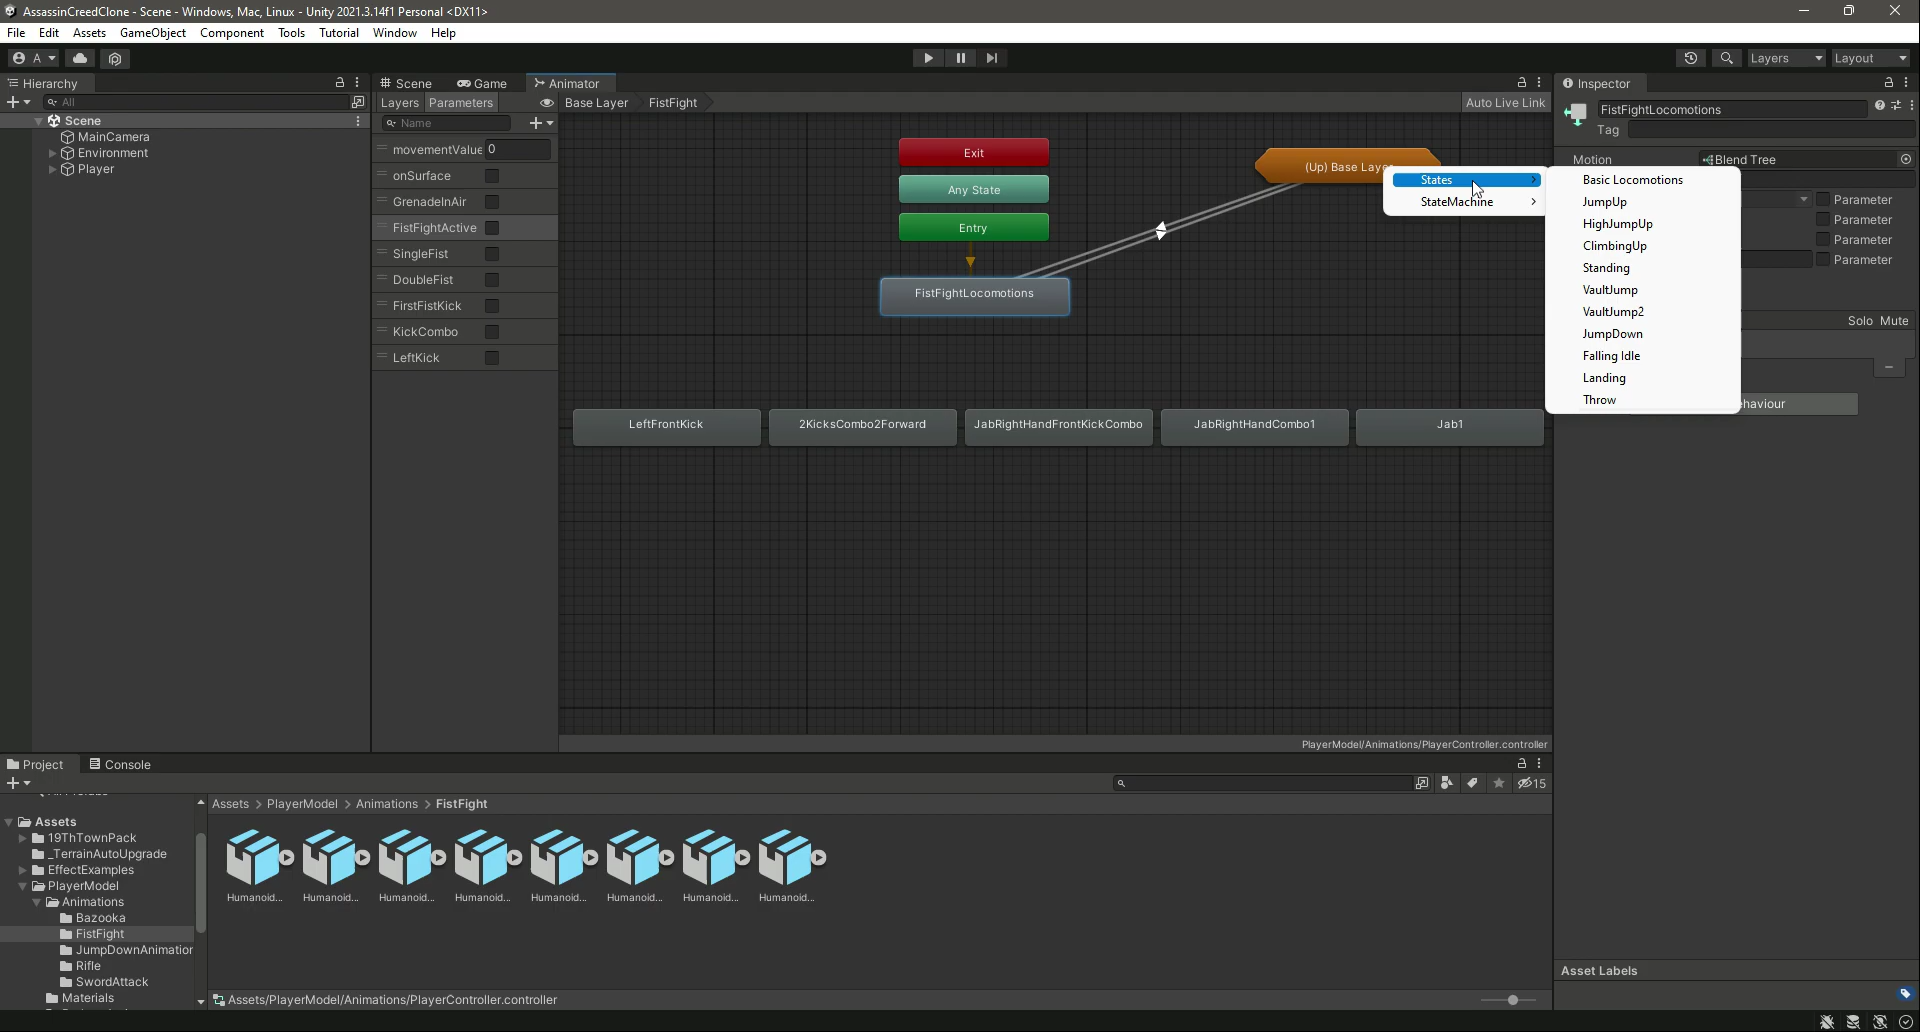 AssassinCreedClone - Scene - Windows, Mac, Linux - Unity 2021.3.14f1 Personal <DX11>
File Edit Assets GameObject Component Tools Tutorial Window Help
A Layers Layout
Hierarchy
All
Scene
MainCamera
Environment
Player
Scene Game Animator
Layers Parameters Base Layer FistFight Auto Live Link
Name
movementValue 0
onSurface
GrenadeInAir
FistFightActive
SingleFist
DoubleFist
FirstFistKick
KickCombo
LeftKick
Exit
Any State
Entry
FistFightLocomotions
(Up) Base Laye
LeftFrontKick
2KicksCombo2Forward
JabRightHandFrontKickCombo
JabRightHandCombo1
Jab1
PlayerModel/Animations/PlayerController.controller
States
StateMachine
Basic Locomotions
JumpUp
HighJumpUp
ClimbingUp
Standing
VaultJump
VaultJump2
JumpDown
Falling Idle
Landing
Throw
Inspector
FistFightLocomotions
Tag
Motion Blend Tree
Parameter
Parameter
Parameter
Solo Mute
ehaviour
Asset Labels
Project Console
15
Assets
19ThTownPack
_TerrainAutoUpgrade
EffectExamples
PlayerModel
Animations
Bazooka
FistFight
JumpDownAnimation
Rifle
SwordAttack
Materials
Assets > PlayerModel > Animations > FistFight
Humanoid... Humanoid... Humanoid... Humanoid... Humanoid... Humanoid... Humanoid... Humanoid...
Assets/PlayerModel/Animations/PlayerController.controller